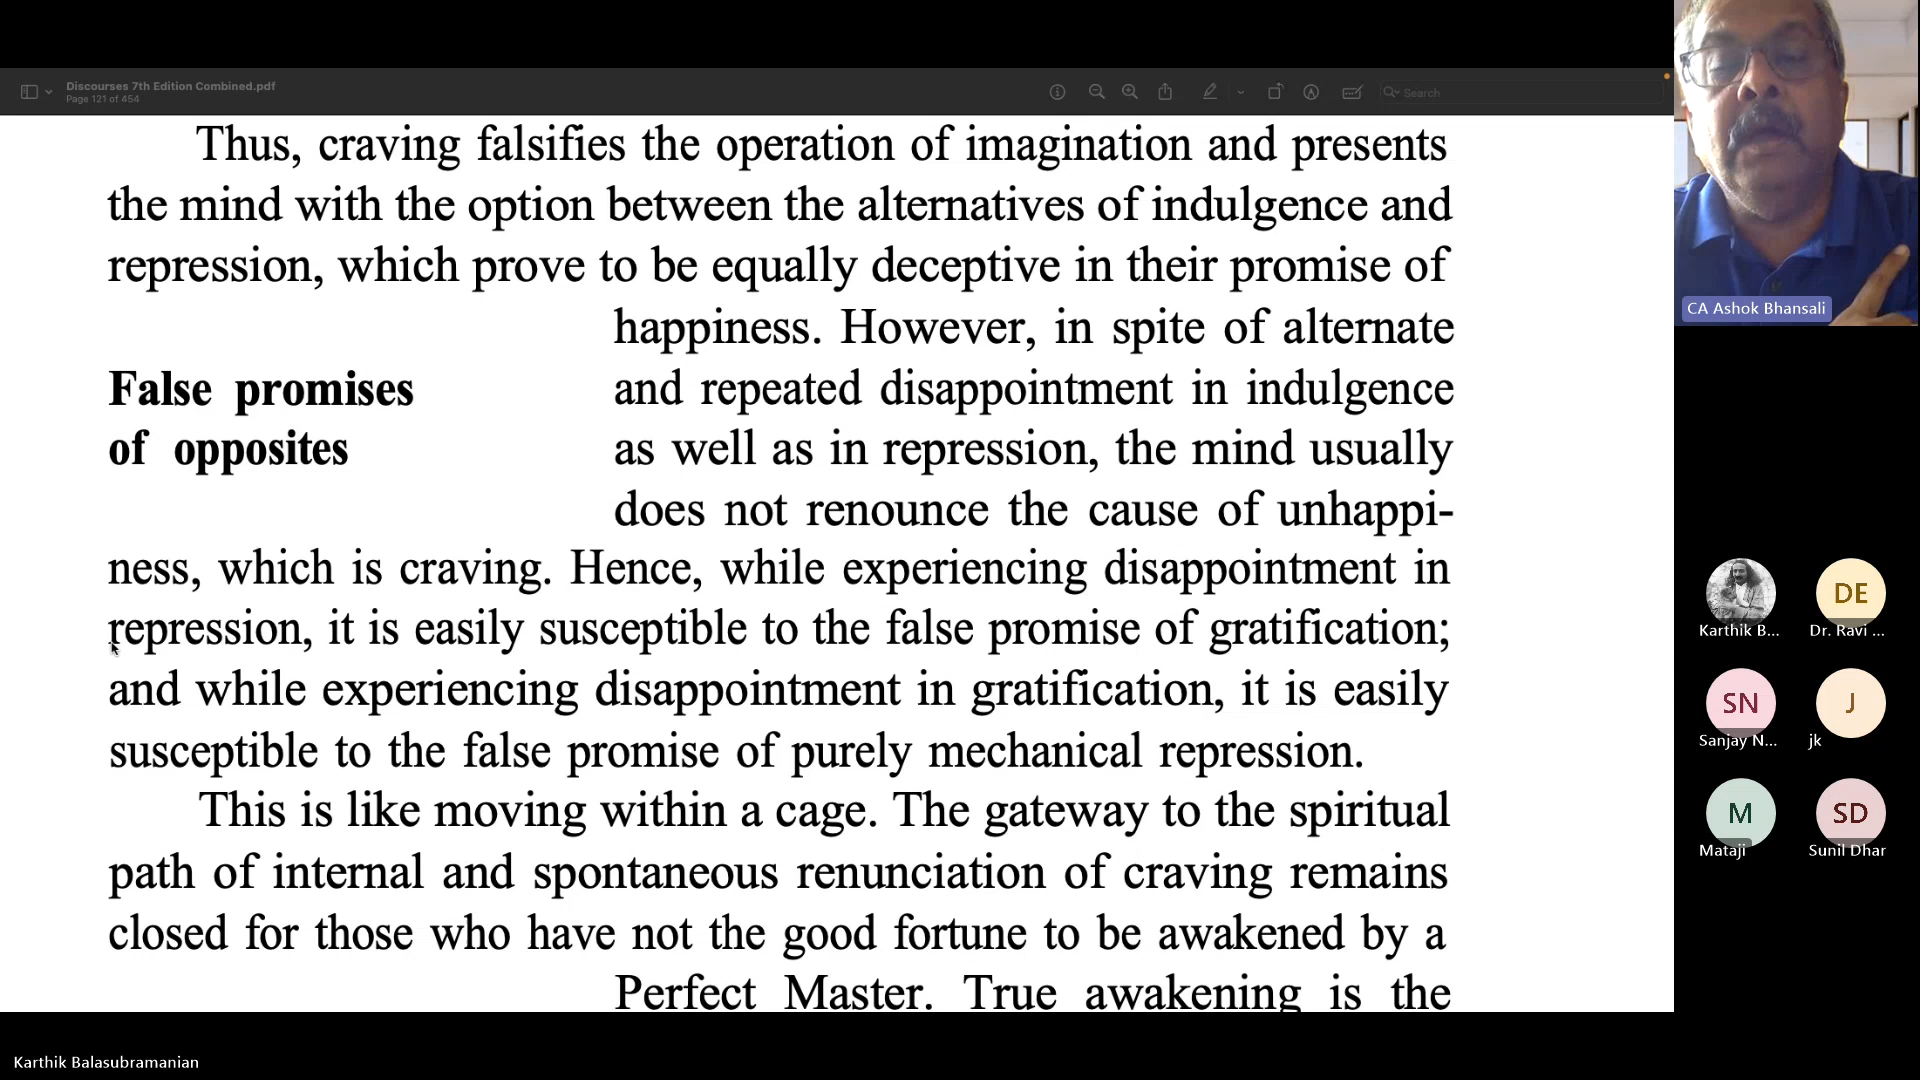 Discourses 7th Edition Combined.pdf
Page 121 of 454
Search
Thus, craving falsifies the operation of imagination and presents
the mind with the option between the alternatives of indulgence and
repression, which prove to be equally deceptive in their promise of
happiness. However, in spite of alternate
False promises
of opposites
and repeated disappointment in indulgence
as well as in repression, the mind usually
does not renounce the cause of unhappi-
ness, which is craving. Hence, while experiencing disappointment in
repression, it is easily susceptible to the false promise of gratification;
and while experiencing disappointment in gratification, it is easily
susceptible to the false promise of purely mechanical repression.
This is like moving within a cage. The gateway to the spiritual
path of internal and spontaneous renunciation of craving remains
closed for those who have not the good fortune to be awakened by a
Perfect Master. True awakening is the
CA Ashok Bhansali
Karthik B...
DE
Dr. Ravi ...
SN
Sanjay N...
J
jk
M
Mataji
SD
Sunil Dhar
Karthik Balasubramanian